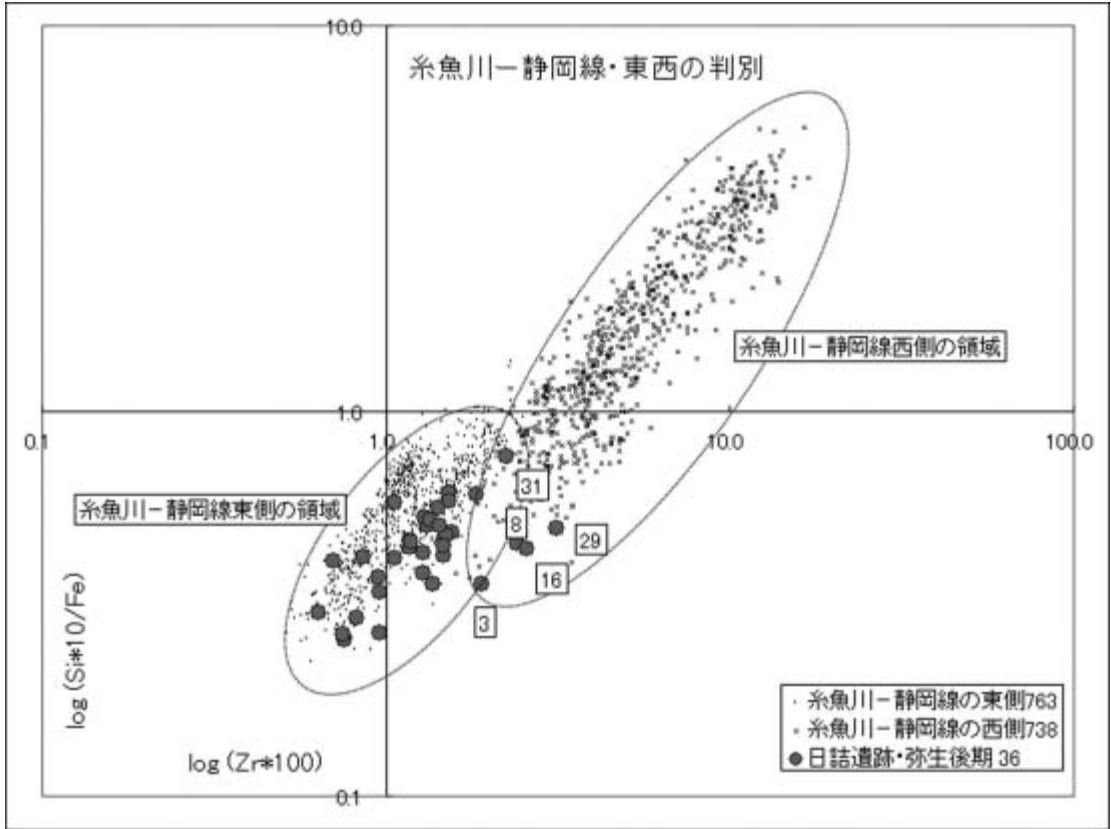 10.0
糸魚川－静岡線・東西の判別
糸魚川－静岡線西側の領域
1.0
0.1
1.0
10.0
100.0
糸魚川－静岡線東側の領域
31
8
29
16
3
log (Si*10/Fe)
log (Zr*100)
0.1
糸魚川－静岡線の東側763
糸魚川－静岡線の西側738
日詰遺跡・弥生後期 36